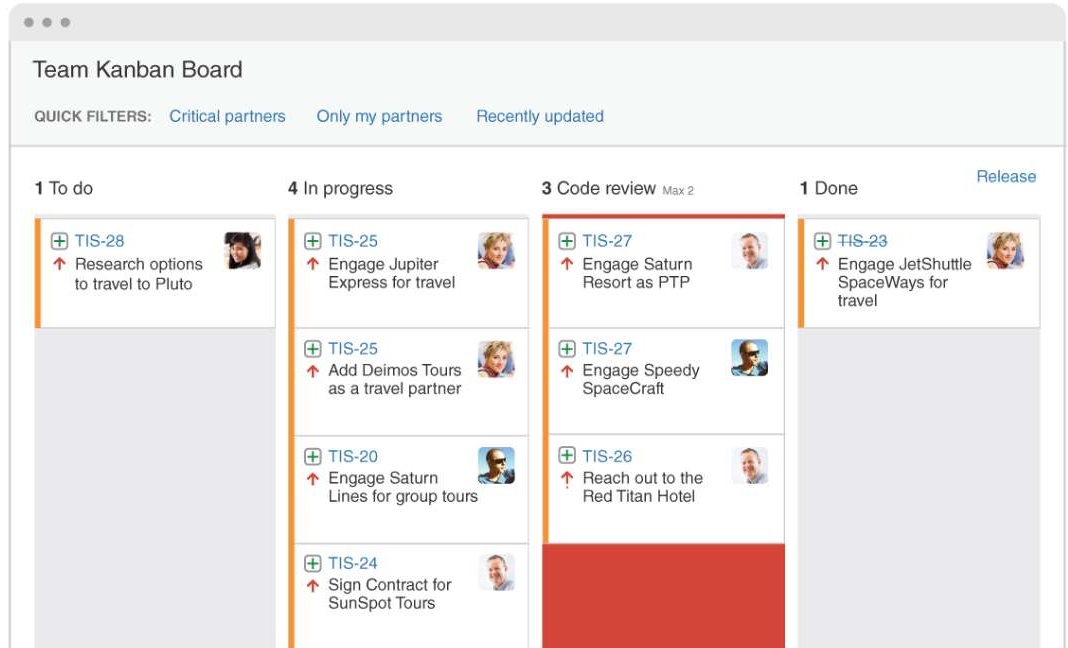 Team Kanban Board
QUICK FILTERS: Critical partners Only my partners Recently updated
Release
1 To do
TIS-28
Research options
to travel to Pluto
4 In progress
TIS-25
Engage Jupiter
Express for travel
TIS-25
Add Deimos Tours
as a travel partner
TIS-20
Engage Saturn
Lines for group tours
TIS-24
Sign Contract for
SunSpot Tours
3 Code review Max 2
TIS-27
Engage Saturn
Resort as PTP
TIS-27
Engage Speedy
SpaceCraft
TIS-26
Reach out to the
Red Titan Hotel
1 Done
TIS-23
Engage JetShuttle
SpaceWays for
travel